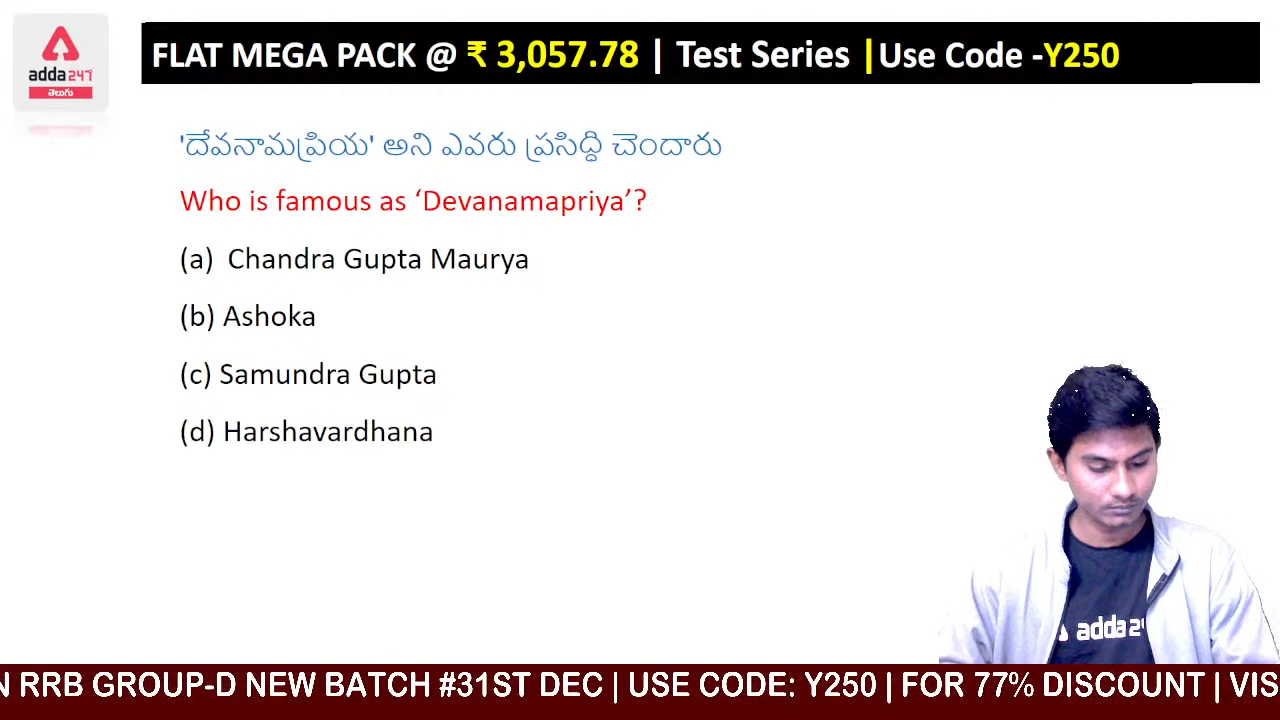 FLAT MEGA PACK @ ₹ 3,057.78 | Test Series |Use Code -Y250
adda247
తెలుగు
'దేవనామప్రియ' అని ఎవరు ప్రసిద్ధి చెందారు
Who is famous as ‘Devanamapriya’?
(a) Chandra Gupta Maurya
(b) Ashoka
(c) Samundra Gupta
(d) Harshavardhana
adda24
N RRB GROUP-D NEW BATCH #31ST DEC | USE CODE: Y250 | FOR 77% DISCOUNT | VIS